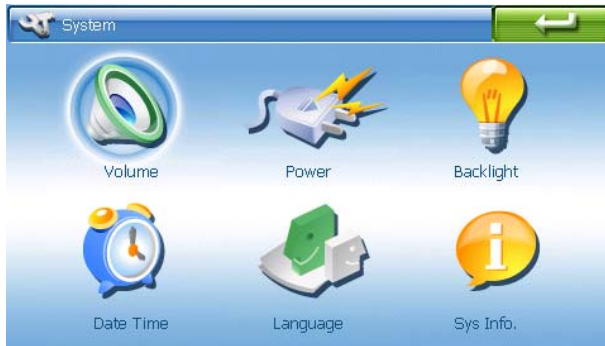 System
Volume
Power
Backlight
Date Time
Language
Sys Info.